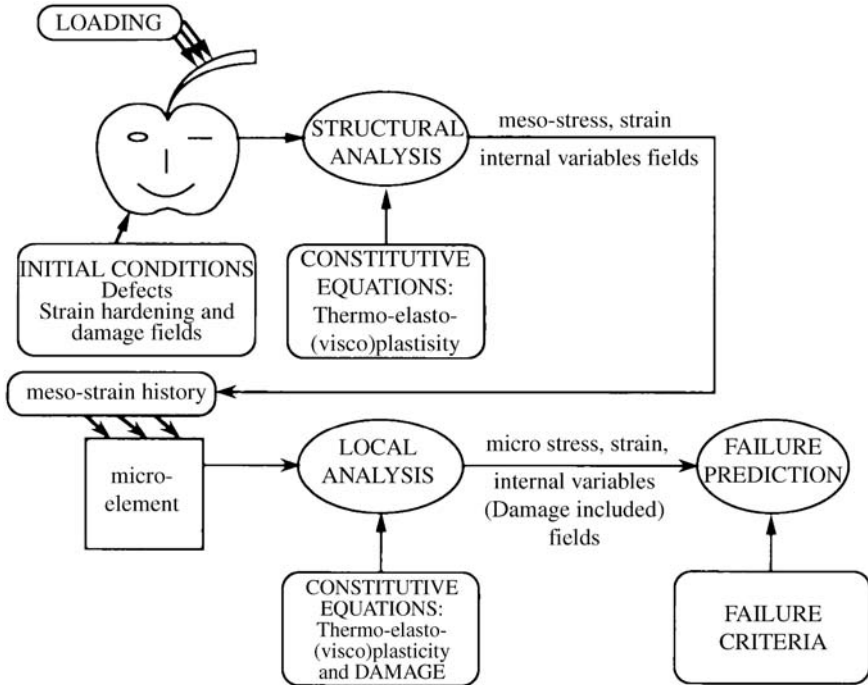 LOADING
STRUCTURAL
ANALYSIS
meso-stress, strain
internal variables fields
INITIAL CONDITIONS
Defects
Strain hardening and
damage fields
CONSTITUTIVE
EQUATIONS:
Thermo-elasto-
(visco)plastisity
meso-strain history
micro-
element
LOCAL
ANALYSIS
micro stress, strain,
internal variables
(Damage included)
fields
FAILURE
PREDICTION
CONSTITUTIVE
EQUATIONS:
Thermo-elasto-
(visco)plasticity
and DAMAGE
FAILURE
CRITERIA